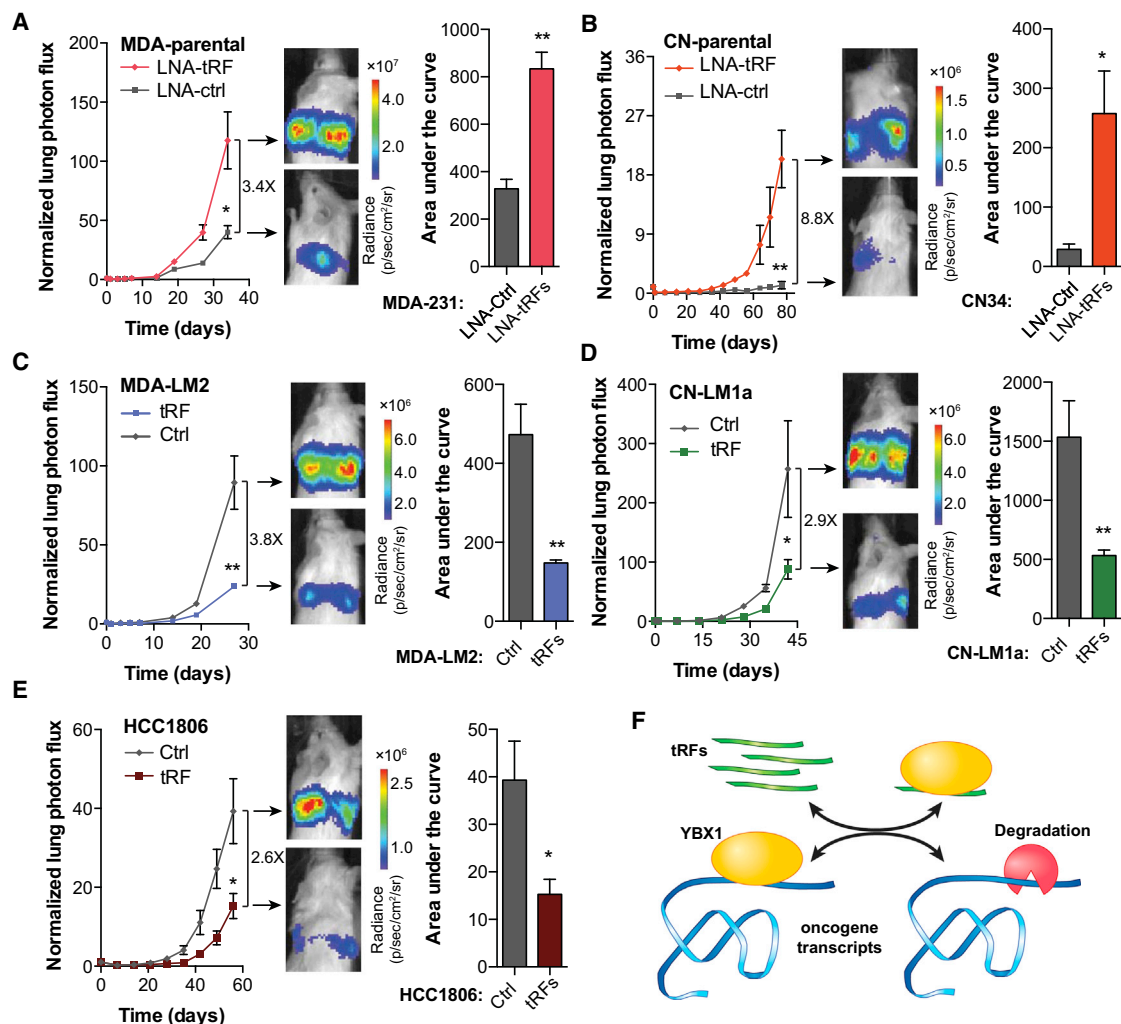 A
MDA-parental
LNA-tRF
LNA-ctrl
Normalized lung photon flux
200
150
100
50
0
0 10 20 30 40
Time (days)
3.4X
*
×10⁷
4.0
2.0
Radiance
(p/sec/cm²/sr)
Area under the curve
1000
800
600
400
200
0
**
MDA-231:
LNA-Ctrl
LNA-tRFs
B
CN-parental
LNA-tRF
LNA-ctrl
Normalized lung photon flux
36
27
18
9
0
0 20 40 60 80 100
Time (days)
8.8X
**
×10⁶
1.5
1.0
0.5
Radiance
(p/sec/cm²/sr)
Area under the curve
400
300
200
100
0
*
CN34:
LNA-Ctrl
LNA-tRFs
C
MDA-LM2
tRF
Ctrl
Normalized lung photon flux
150
100
50
0
0 10 20 30
Time (days)
3.8X
**
×10⁶
6.0
4.0
2.0
Radiance
(p/sec/cm²/sr)
Area under the curve
600
400
200
0
**
MDA-LM2:
Ctrl
tRFs
D
CN-LM1a
Ctrl
tRF
Normalized lung photon flux
400
300
200
100
0
0 15 30 45
Time (days)
2.9X
*
×10⁶
6.0
4.0
2.0
Radiance
(p/sec/cm²/sr)
Area under the curve
2000
1500
1000
500
0
**
CN-LM1a:
Ctrl
tRFs
E
HCC1806
Ctrl
tRF
Normalized lung photon flux
60
40
20
0
0 20 40 60
Time (days)
2.6X
*
×10⁶
2.5
1.0
Radiance
(p/sec/cm²/sr)
Area under the curve
50
40
30
20
10
0
*
HCC1806:
Ctrl
tRFs
F
tRFs
YBX1
Degradation
oncogene
transcripts